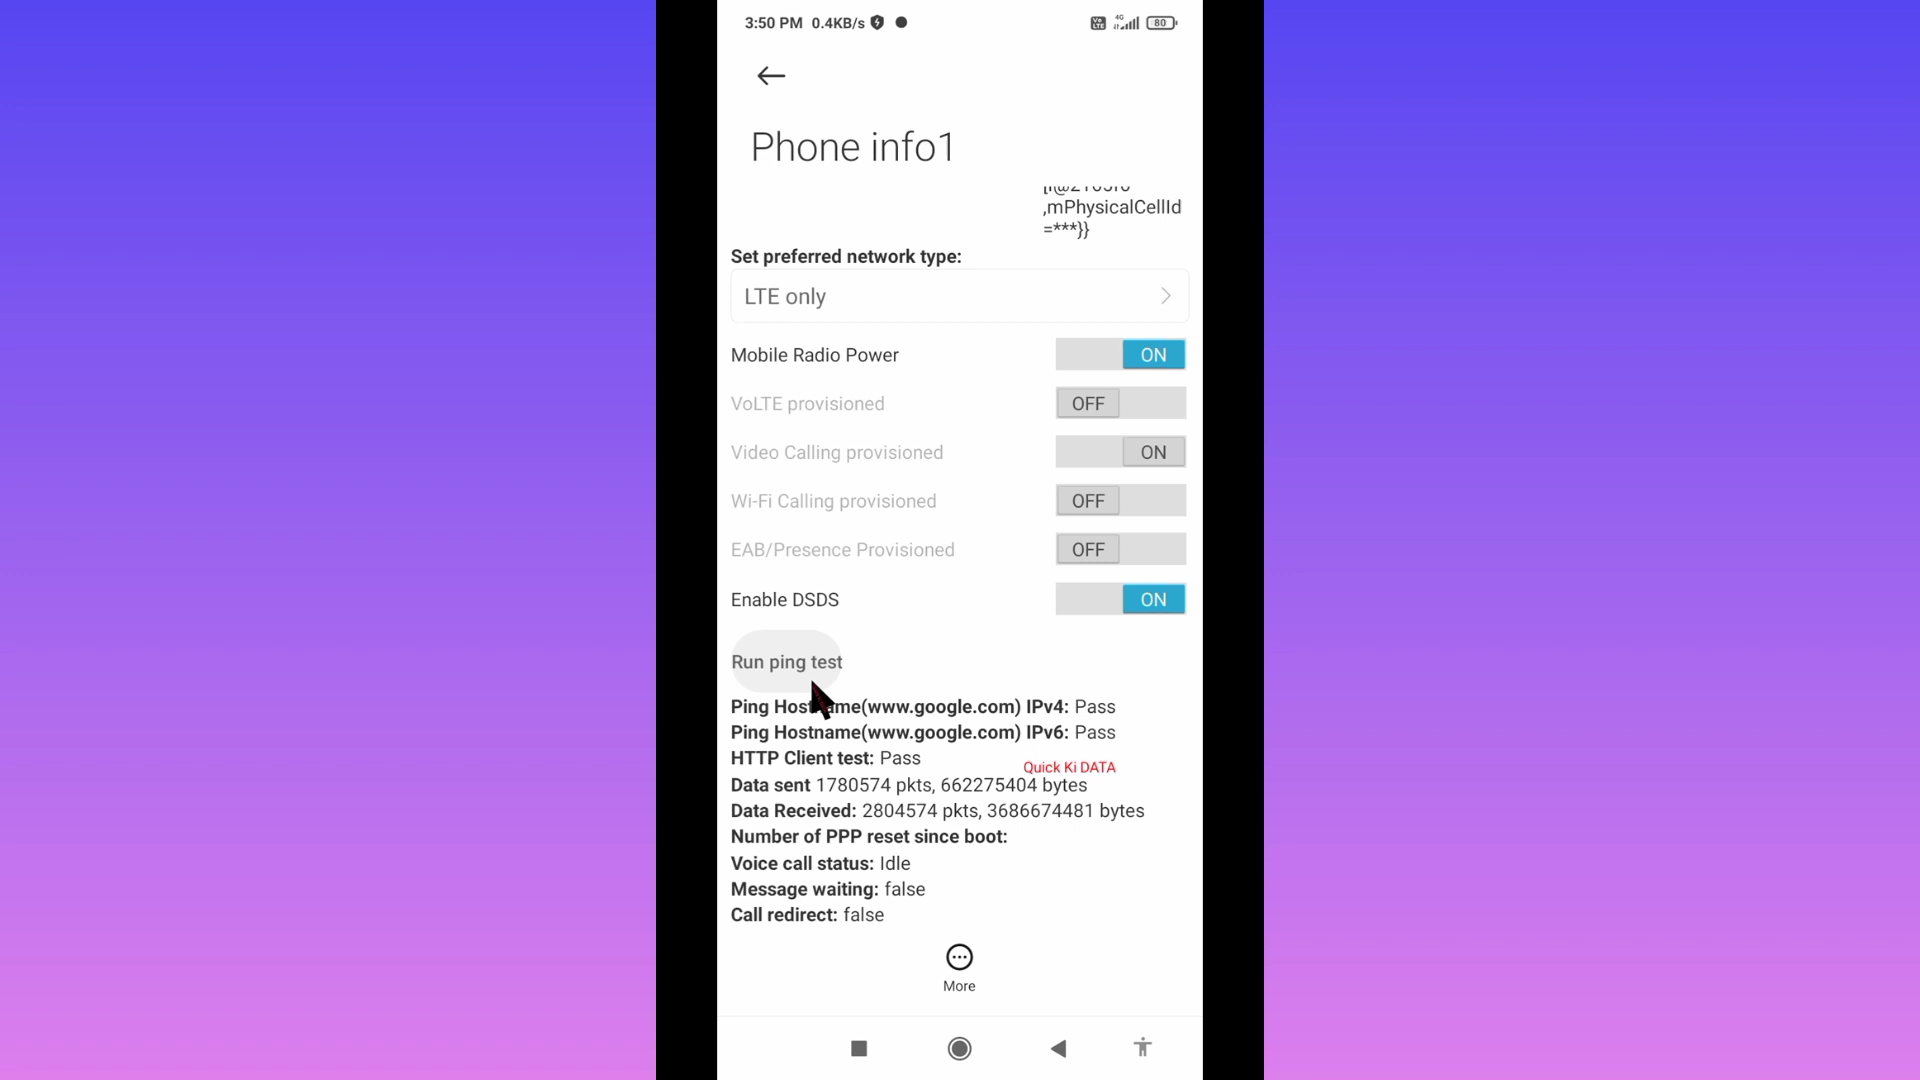 3:50 PM 0.4KB/s Vo LTE 4G 80
Phone info1
,mPhysicalCellId
=***}}
Set preferred network type:
LTE only
Mobile Radio Power ON
VoLTE provisioned OFF
Video Calling provisioned ON
Wi-Fi Calling provisioned OFF
EAB/Presence Provisioned OFF
Enable DSDS ON
Run ping test
Ping Hostname(www.google.com) IPv4: Pass
Ping Hostname(www.google.com) IPv6: Pass
HTTP Client test: Pass
Quick Ki DATA
Data sent 1780574 pkts, 662275404 bytes
Data Received: 2804574 pkts, 3686674481 bytes
Number of PPP reset since boot:
Voice call status: Idle
Message waiting: false
Call redirect: false
More